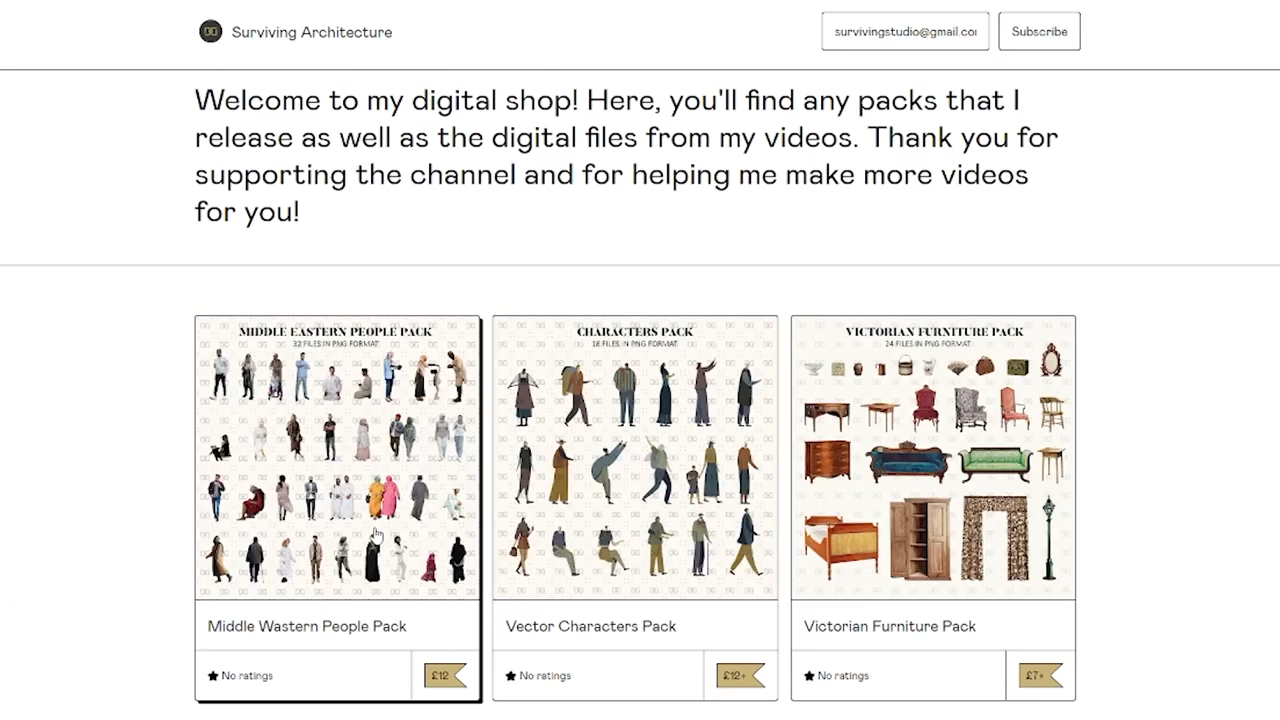 Surviving Architecture
survivingstudio@gmail.co
Subscribe
Welcome to my digital shop! Here, you'll find any packs that I
release as well as the digital files from my videos. Thank you for
supporting the channel and for helping me make more videos
for you!
MIDDLE EASTERN PEOPLE PACK
32 FILES IN PNG FORMAT
CHARACTERS PACK
18 FILES IN PNG FORMAT
VICTORIAN FURNITURE PACK
24 FILES IN PNG FORMAT
Middle Wastern People Pack
Vector Characters Pack
Victorian Furniture Pack
No ratings
£12
No ratings
£12+
No ratings
£7+